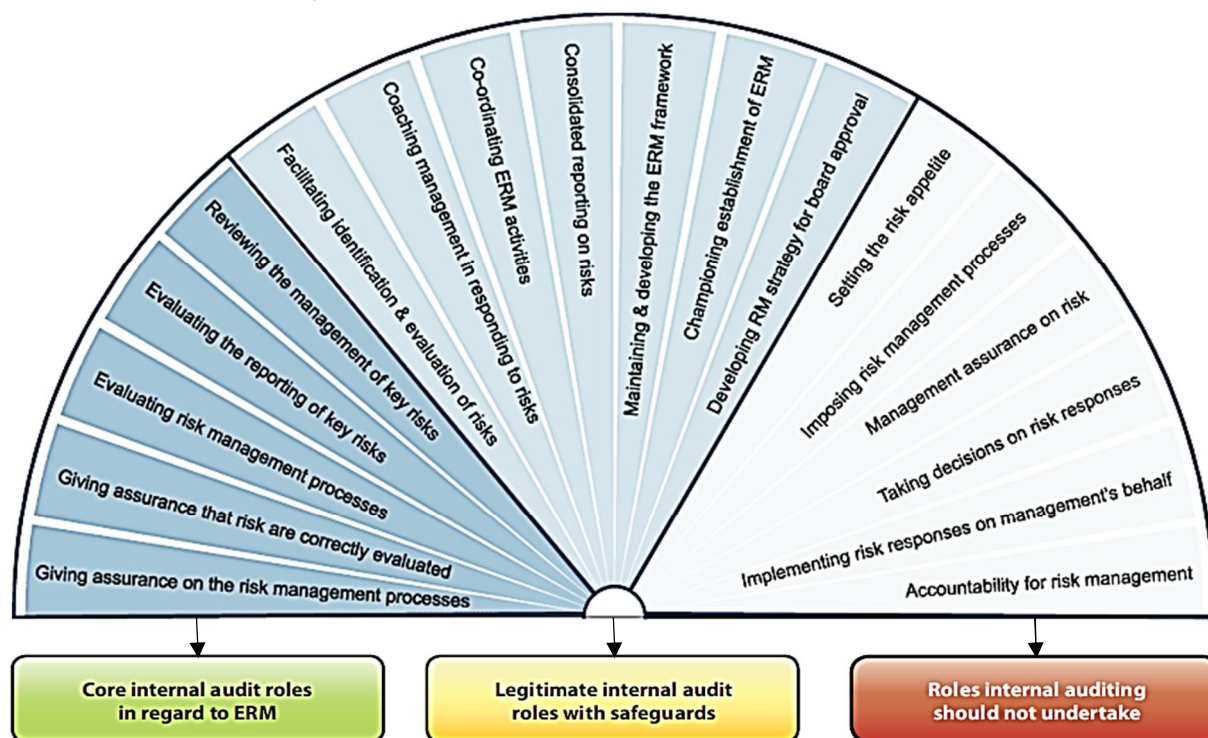 Giving assurance on the risk management processes
Giving assurance that risk are correctly evaluated
Evaluating risk management processes
Evaluating the reporting of key risks
Reviewing the management of key risks
Facilitating identification & evaluation of risks
Coaching management in responding to risks
Co-ordinating ERM activities
Consolidated reporting on risks
Maintaining & developing the ERM framework
Championing establishment of ERM
Developing RM strategy for board approval
Setting the risk appetite
Imposing risk management processes
Management assurance on risk
Taking decisions on risk responses
Implementing risk responses on management's behalf
Accountability for risk management
Core internal audit roles
in regard to ERM
Legitimate internal audit
roles with safeguards
Roles internal auditing
should not undertake